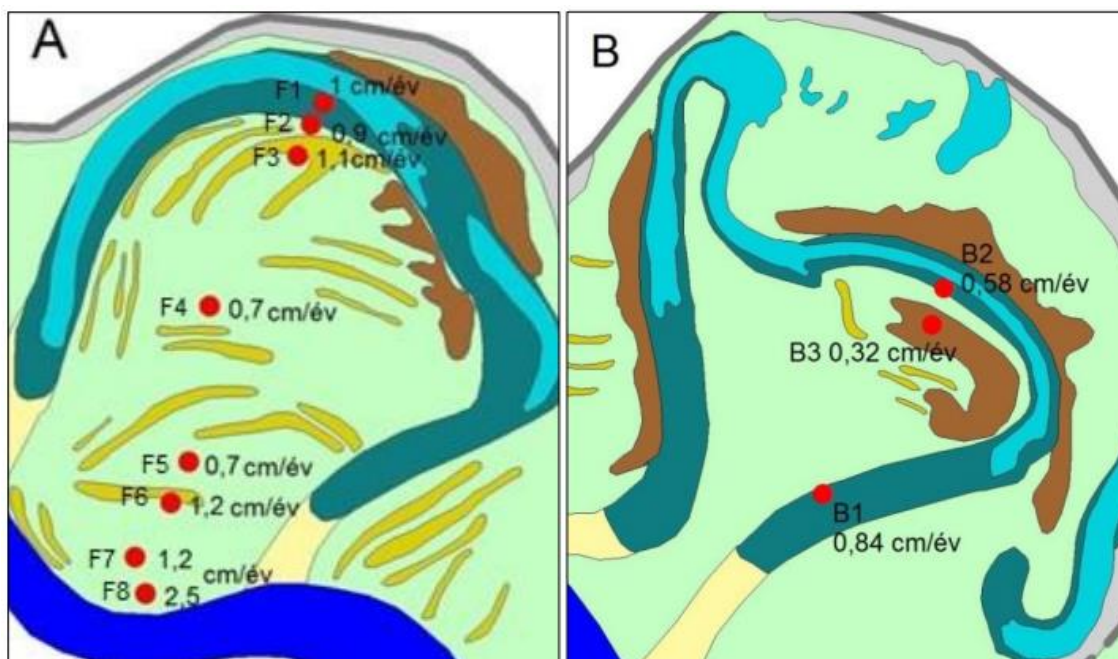 A
F1 1 cm/év
F2 0,9 cm/év
F3 1,1cm/év
F4 0,7 cm/év
F5 0,7 cm/év
F6 1,2 cm/év
F7 1,2 cm/év
F8 2,5
B
B2
0,58 cm/év
B3 0,32 cm/év
B1
0,84 cm/év